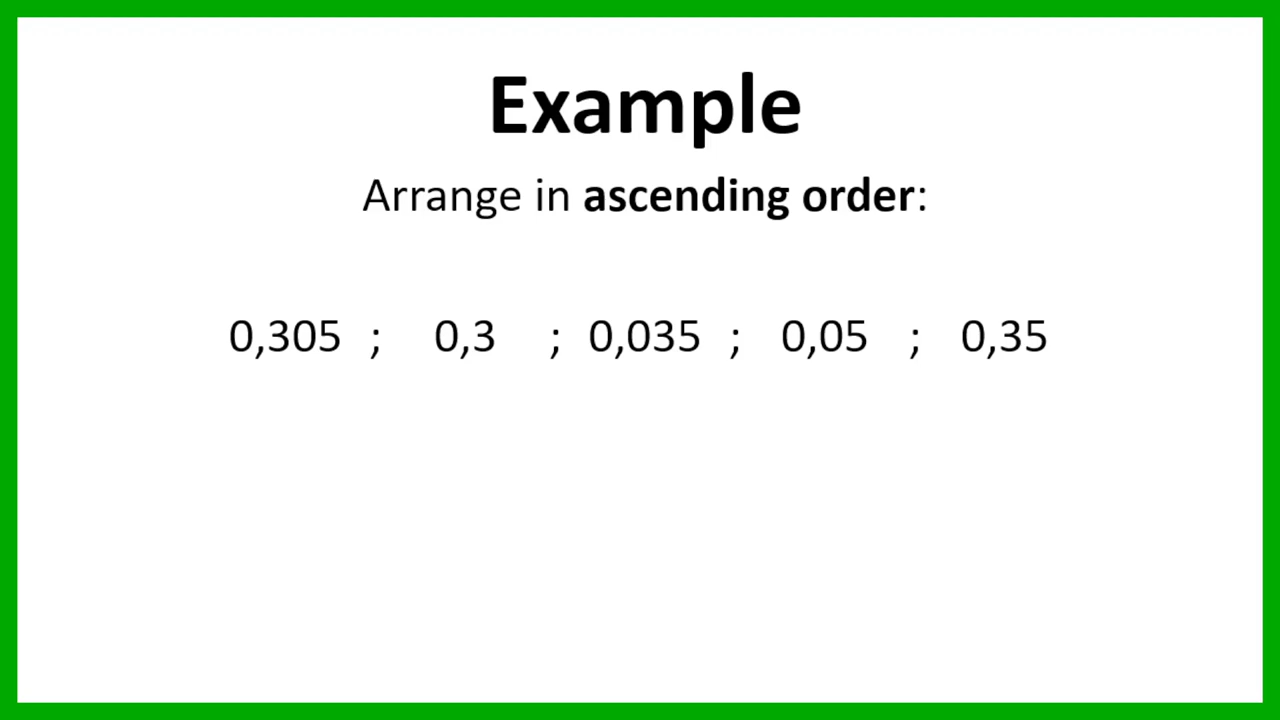 Example
Arrange in ascending order:
0,305 ; 0,3 ; 0,035 ; 0,05 ; 0,35